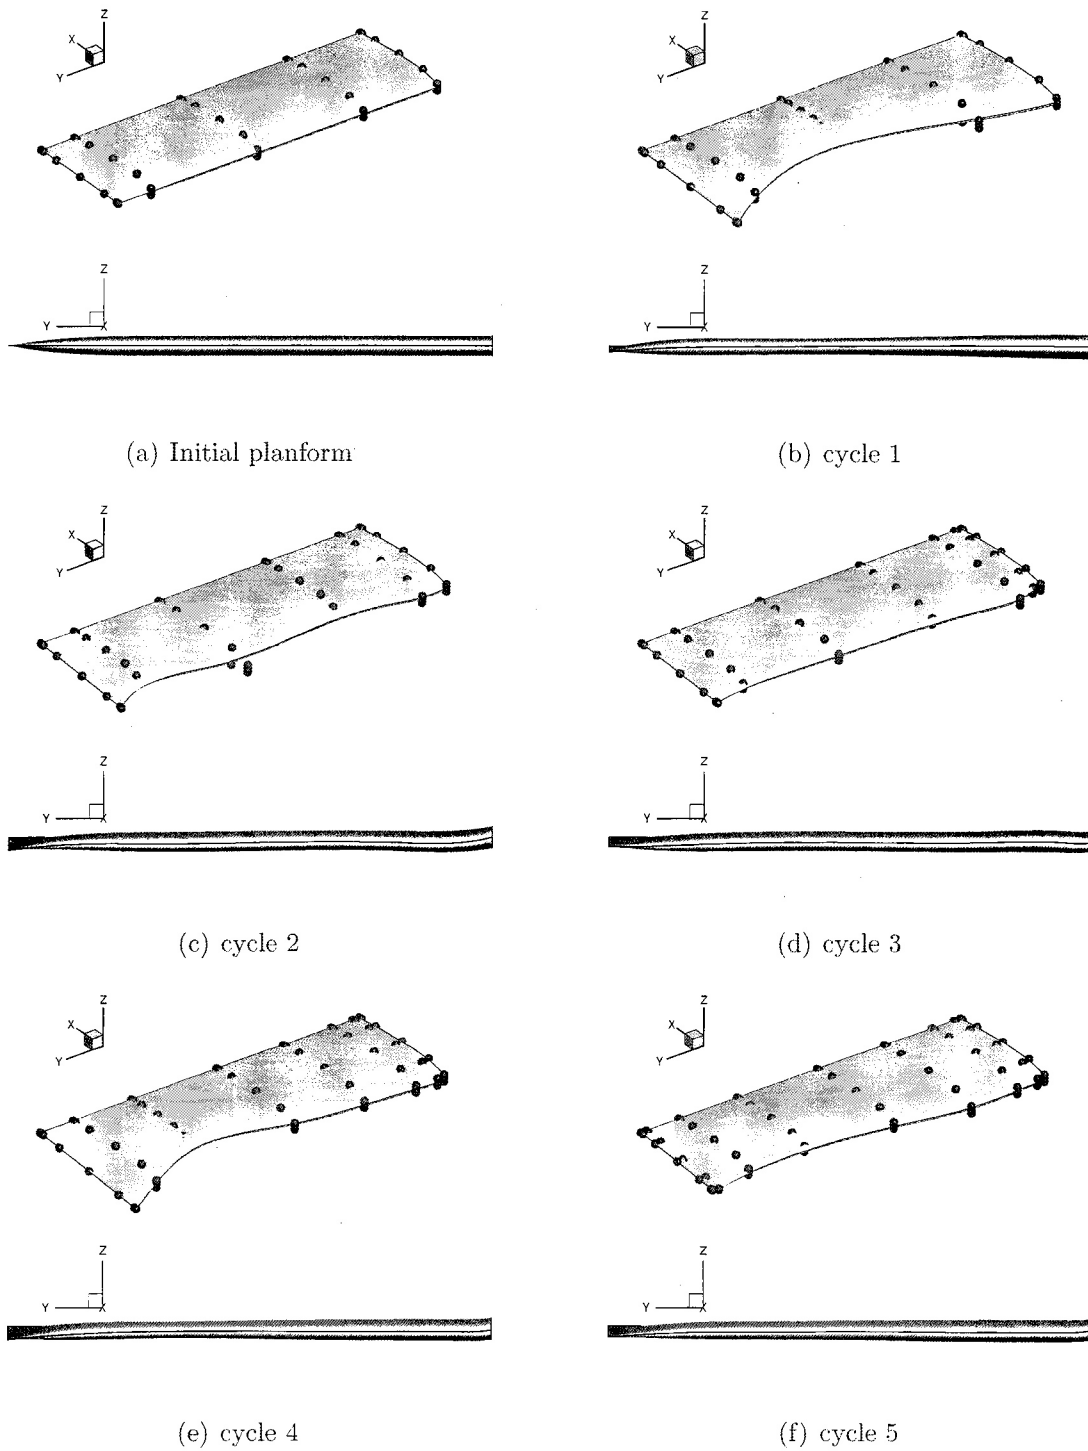 Z
X
Y
Z
Y
X
(a) Initial planform
Z
X
Y
Z
Y
X
(b) cycle 1
Z
X
Y
Z
Y
X
(c) cycle 2
Z
X
Y
Z
Y
X
(d) cycle 3
Z
X
Y
Z
Y
X
(e) cycle 4
Z
X
Y
Z
Y
X
(f) cycle 5